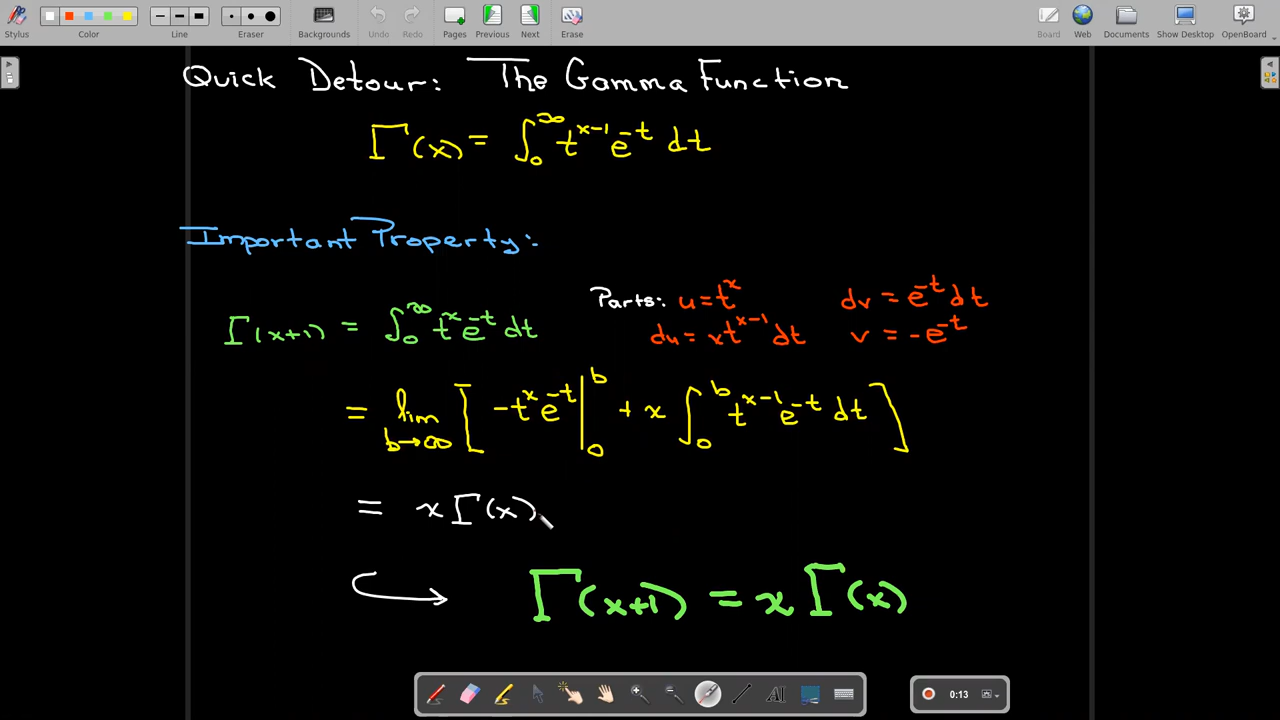 Stylus Color Line Eraser Backgrounds Undo Redo Pages Previous Next Erase Board Web Documents Show Desktop OpenBoard
Quick Detour: The Gamma Function
Γ(x) = ∫₀^∞ t^(x-1) e^(-t) dt
Important Property:
Parts: u = t^x dv = e^(-t) dt
Γ(x+1) = ∫₀^∞ t^x e^(-t) dt
du = x t^(x-1) dt v = -e^(-t)
= lim b→∞ [ -t^x e^(-t) |₀^b + x ∫₀^b t^(x-1) e^(-t) dt ]
= x Γ(x)
Γ(x+1) = x Γ(x)
AI
0:13